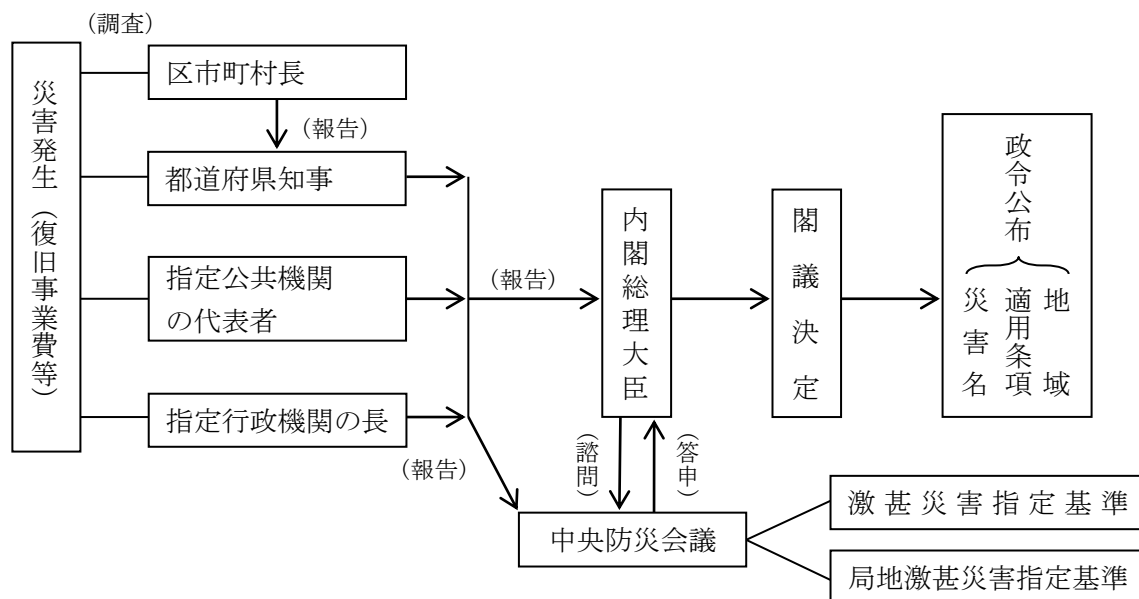 (調査)
災害発生(復旧事業費等)
区市町村長
(報告)
都道府県知事
指定公共機関
の代表者
指定行政機関の長
(報告)
(報告)
内閣総理大臣
閣議決定
政令公布
災害名
適用条項
地域
(諮問)
(答申)
中央防災会議
激甚災害指定基準
局地激甚災害指定基準